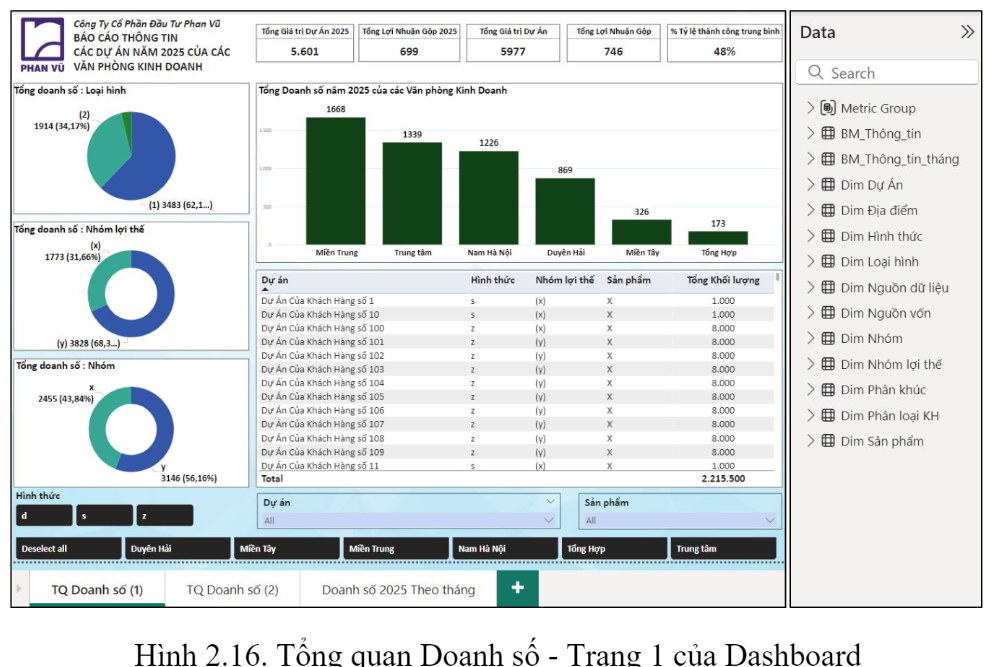 PHAN VŨ
Công Ty Cổ Phần Đầu Tư Phan Vũ
BÁO CÁO THÔNG TIN
CÁC DỰ ÁN NĂM 2025 CỦA CÁC
VĂN PHÒNG KINH DOANH
Tổng Giá trị Dự Án 2025
5.601
Tổng Lợi Nhuận Gộp 2025
699
Tổng Giá trị Dự Án
5977
Tổng Lợi Nhuận Gộp
746
% Tỷ lệ thành công trung bình
48%
Tổng doanh số : Loại hình
(2)
1914 (34,17%)
(1) 3483 (62,1...)
Tổng doanh số : Nhóm lợi thế
(x)
1773 (31,66%)
(y) 3828 (68,3...)
Tổng doanh số : Nhóm
x
2455 (43,84%)
y
3146 (56,16%)
Tổng Doanh số năm 2025 của các Văn phòng Kinh Doanh
1.500
1.000
500
0
1668
1339
1226
869
326
173
Miền Trung Trung tâm Nam Hà Nội Duyên Hải Miền Tây Tổng Hợp
Dự án Hình thức Nhóm lợi thế Sản phẩm Tổng Khối lượng
Dự Án Của Khách Hàng số 1 s (x) X 1.000
Dự Án Của Khách Hàng số 10 s (x) X 1.000
Dự Án Của Khách Hàng số 100 z (x) X 8.000
Dự Án Của Khách Hàng số 101 z (y) X 8.000
Dự Án Của Khách Hàng số 102 z (y) X 8.000
Dự Án Của Khách Hàng số 103 z (y) X 8.000
Dự Án Của Khách Hàng số 104 z (y) X 8.000
Dự Án Của Khách Hàng số 105 z (y) X 8.000
Dự Án Của Khách Hàng số 106 z (y) X 8.000
Dự Án Của Khách Hàng số 107 z (y) X 8.000
Dự Án Của Khách Hàng số 108 z (y) X 8.000
Dự Án Của Khách Hàng số 109 z (y) X 8.000
Dự Án Của Khách Hàng số 11 s (x) X 1.000
Total 2.215.500
Hình thức
d s z
Dự án
All
Sản phẩm
All
Deselect all Duyên Hải Miền Tây Miền Trung Nam Hà Nội Tổng Hợp Trung tâm
TQ Doanh số (1) TQ Doanh số (2) Doanh số 2025 Theo tháng +
Data
Search
Metric Group
BM_Thông_tin
BM_Thông_tin_tháng
Dim Dự Án
Dim Địa điểm
Dim Hình thức
Dim Loại hình
Dim Nguồn dữ liệu
Dim Nguồn vốn
Dim Nhóm
Dim Nhóm lợi thế
Dim Phân khúc
Dim Phân loại KH
Dim Sản phẩm
Hình 2.16. Tổng quan Doanh số - Trang 1 của Dashboard